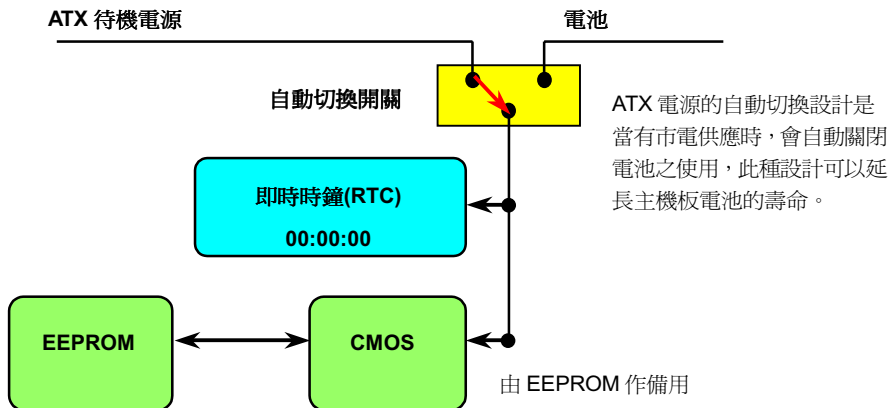 ATX 待機電源
電池
自動切換開關
ATX 電源的自動切換設計是
當有市電供應時，會自動關閉
電池之使用，此種設計可以延
長主機板電池的壽命。
即時時鐘(RTC)
00:00:00
EEPROM
CMOS
由 EEPROM 作備用